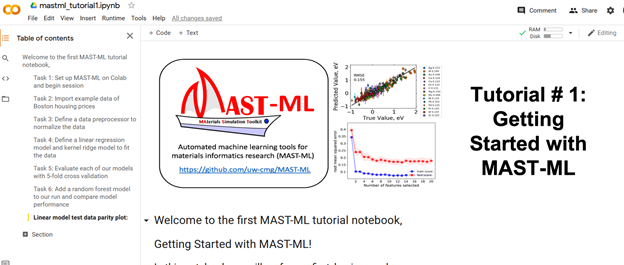 mastml_tutorial1.ipynb
File Edit View Insert Runtime Tools Help All changes saved
Comment Share
Table of contents
+ Code + Text
RAM
Disk
Editing
Welcome to the first MAST-ML tutorial
notebook,
Task 1: Set up MAST-ML on Colab
and begin session
Task 2: Import example data of
Boston housing prices
Task 3: Define a data preprocessor to
normalize the data
Task 4: Define a linear regression
model and kernel ridge model to fit the
data
Task 5: Evaluate each of our models
with 5-fold cross validation
Task 6: Add a random forest model to
our run and compare model
performance
Linear model test data parity plot:
Section
MAST-ML
MAterials Simulation Toolkit
Automated machine learning tools for
materials informatics research (MAST-ML)
https://github.com/uw-cmg/MAST-ML
Predicted Value, eV
RMSE
0.155
True Value, eV
root mean squared error
Number of features selected
Tutorial # 1:
Getting
Started with
MAST-ML
Welcome to the first MAST-ML tutorial notebook,
Getting Started with MAST-ML!